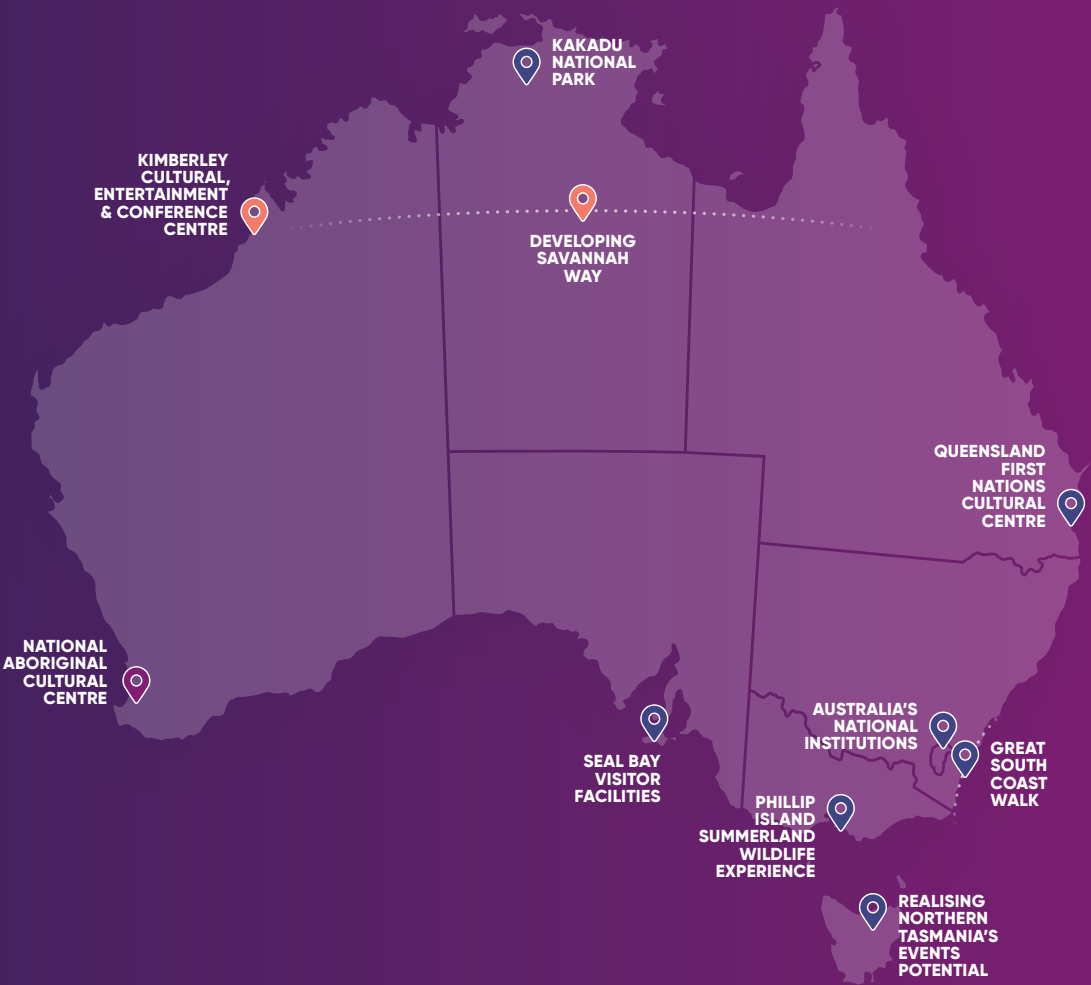 KAKADU
NATIONAL
PARK
KIMBERLEY
CULTURAL,
ENTERTAINMENT
& CONFERENCE
CENTRE
DEVELOPING
SAVANNAH
WAY
QUEENSLAND
FIRST
NATIONS
CULTURAL
CENTRE
NATIONAL
ABORIGINAL
CULTURAL
CENTRE
AUSTRALIA’S
NATIONAL
INSTITUTIONS
GREAT
SOUTH
COAST
WALK
SEAL BAY
VISITOR
FACILITIES
PHILLIP
ISLAND
SUMMERLAND
WILDLIFE
EXPERIENCE
REALISING
NORTHERN
TASMANIA’S
EVENTS
POTENTIAL